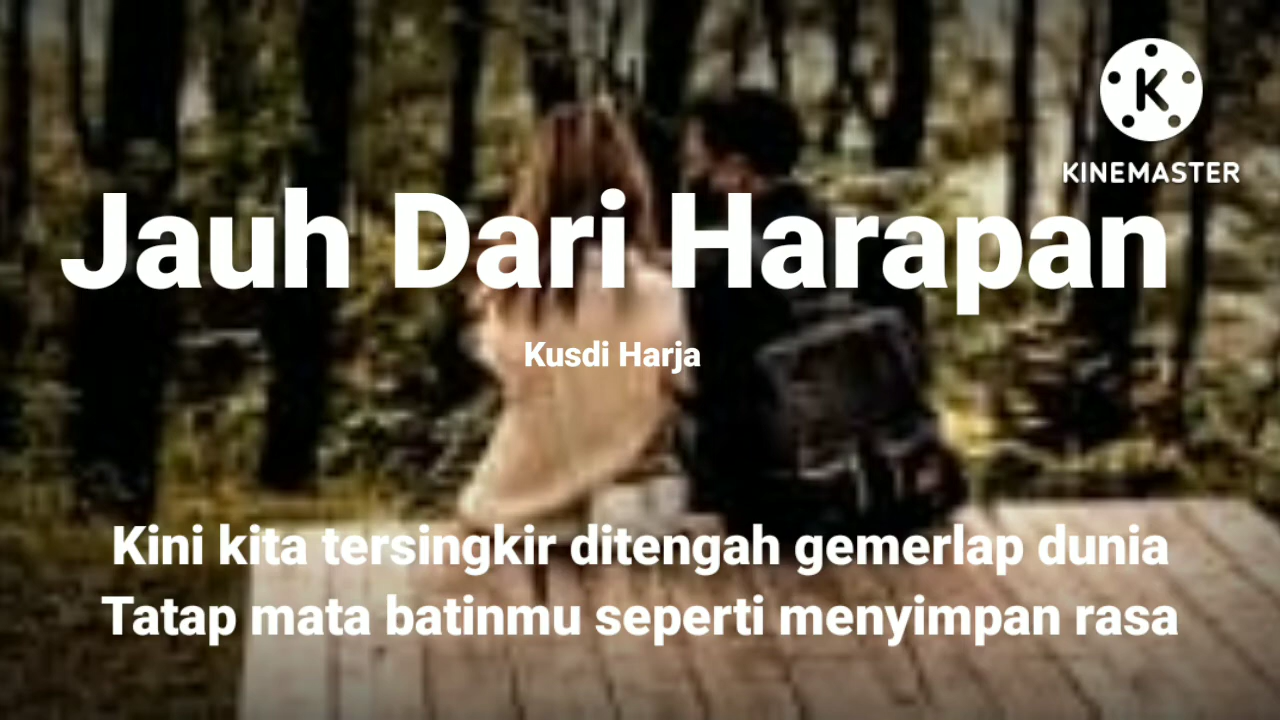 K
KINEMASTER
Jauh Dari Harapan
Kusdi Harja
Kini kita tersingkir ditengah gemerlap dunia
Tatap mata batinmu seperti menyimpan rasa